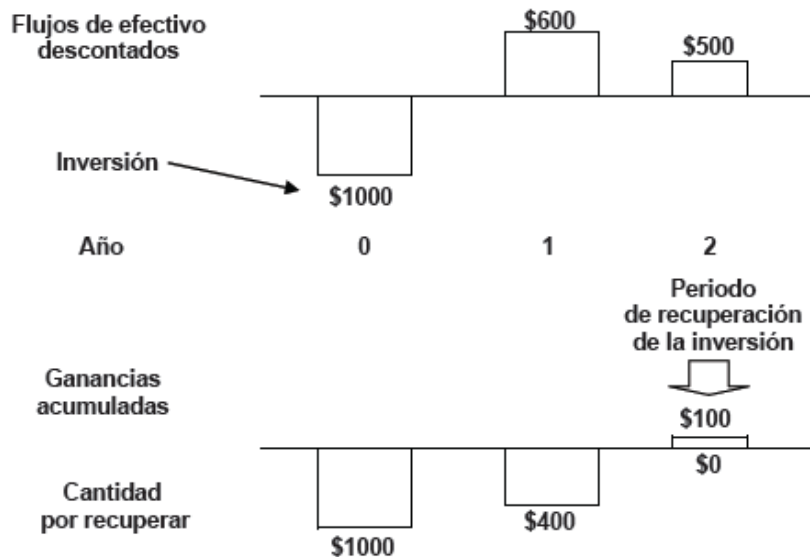 Flujos de efectivo
descontados
$600
$500
Inversión
$1000
Año
0
1
2
Periodo
de recuperación
de la inversión
Ganancias
acumuladas
$100
$0
Cantidad
por recuperar
$400
$1000